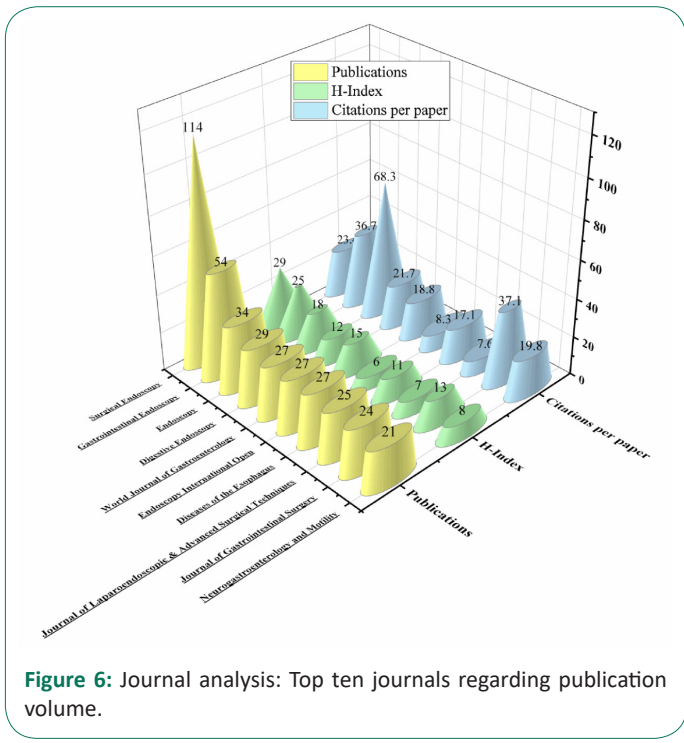 Publications
H-Index
Citations per paper
114
54
34
29
27
27
27
25
24
21
29
25
18
12
15
6
11
7
13
8
36.7
68.3
21.7
18.8
8.3
17.1
37.1
19.8
120
100
80
60
40
20
0
Surgical Endoscopy
Gastrointestinal Endoscopy
Endoscopy
Digestive Endoscopy
World Journal of Gastroenterology
Endoscopy International Open
Diseases of the Esophagus
Journal of Laparoendoscopic & Advanced Surgical Techniques
Journal of Gastrointestinal Surgery
Neurogastroenterology and Motility
Publications
H-Index
Citations per paper
Figure 6: Journal analysis: Top ten journals regarding publication
volume.